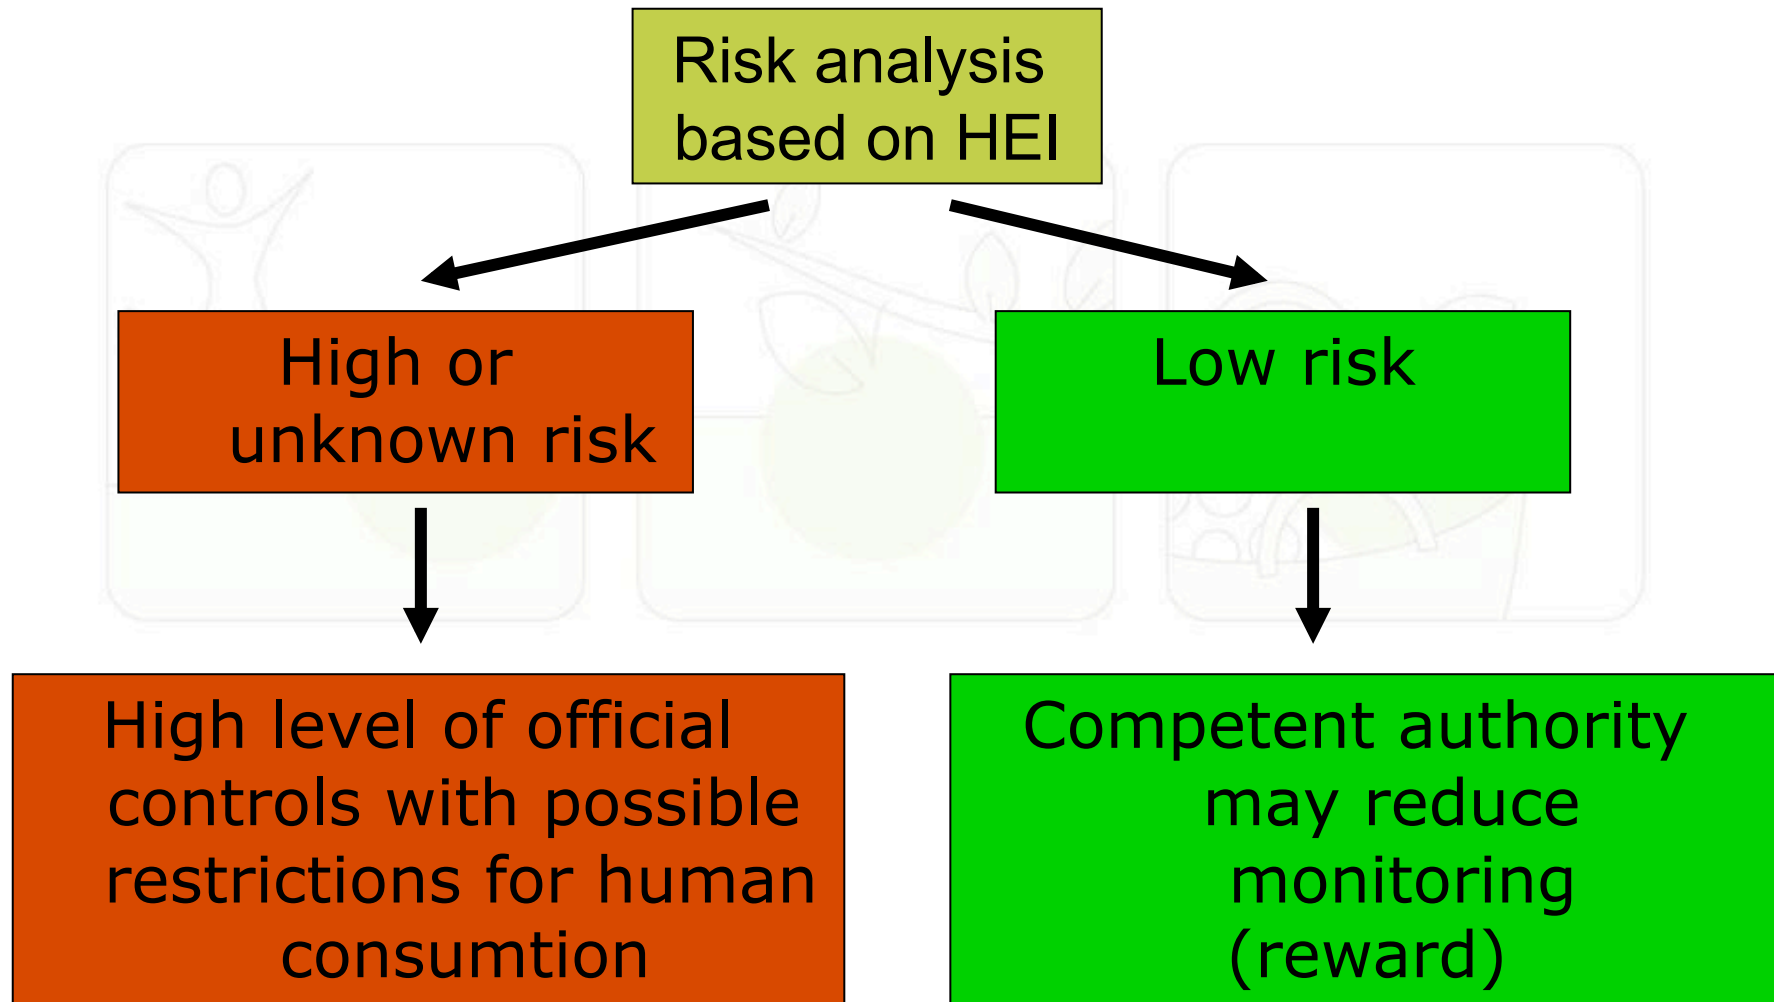 Risk analysis
based on HEI
High or
unknown risk
Low risk
High level of official
controls with possible
restrictions for human
consumtion
Competent authority
may reduce
monitoring
(reward)